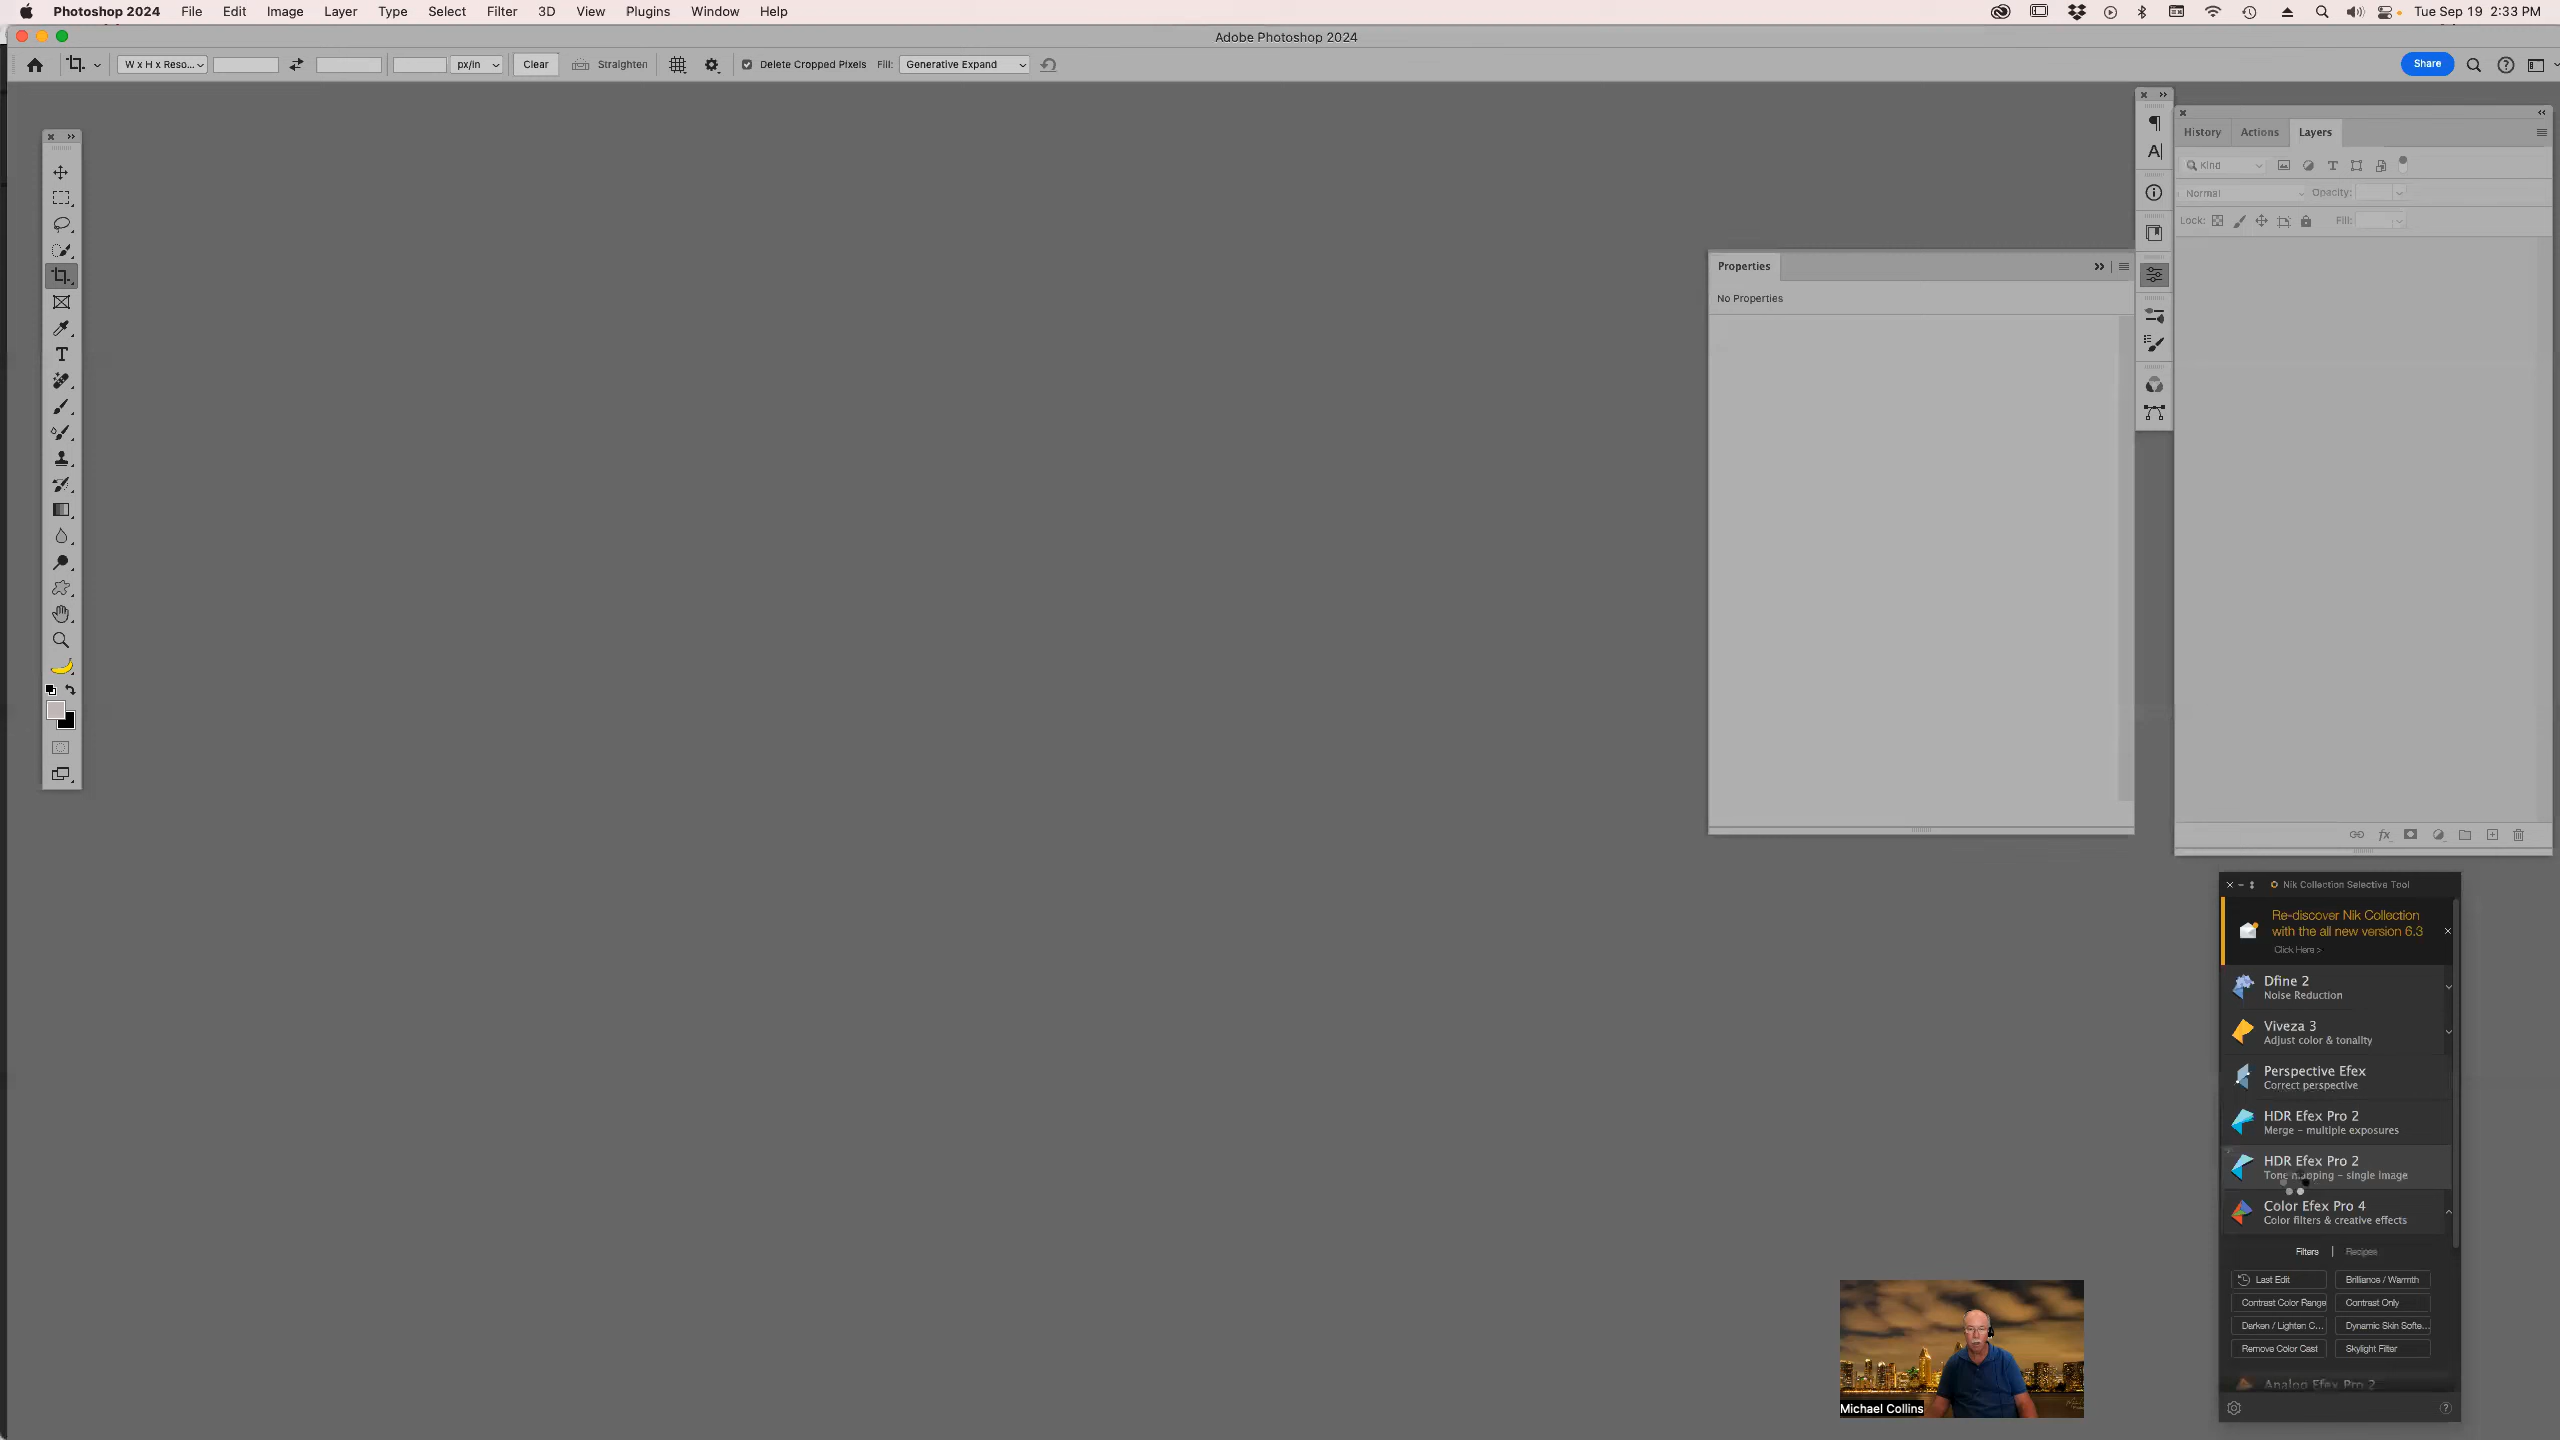 Photoshop 2024 File Edit Image Layer Type Select Filter 3D View Plugins Window Help Tue Sep 19 2:33 PM
Adobe Photoshop 2024
W x H x Reso... px/in Clear Straighten Delete Cropped Pixels Fill: Generative Expand Share
History Actions Layers
Kind
Normal Opacity:
Lock: Fill:
Properties
No Properties
Nik Collection Selective Tool
Re-discover Nik Collection
with the all new version 6.3
Click Here >
Dfine 2
Noise Reduction
Viveza 3
Adjust color & tonality
Perspective Efex
Correct perspective
HDR Efex Pro 2
Merge - multiple exposures
HDR Efex Pro 2
Tone mapping - single image
Color Efex Pro 4
Color filters & creative effects
Filters | Recipes
Last Edit Brilliance / Warmth
Contrast Color Range Contrast Only
Darken / Lighten C... Dynamic Skin Softe...
Remove Color Cast Skylight Filter
Analog Efex Pro 2
Michael Collins